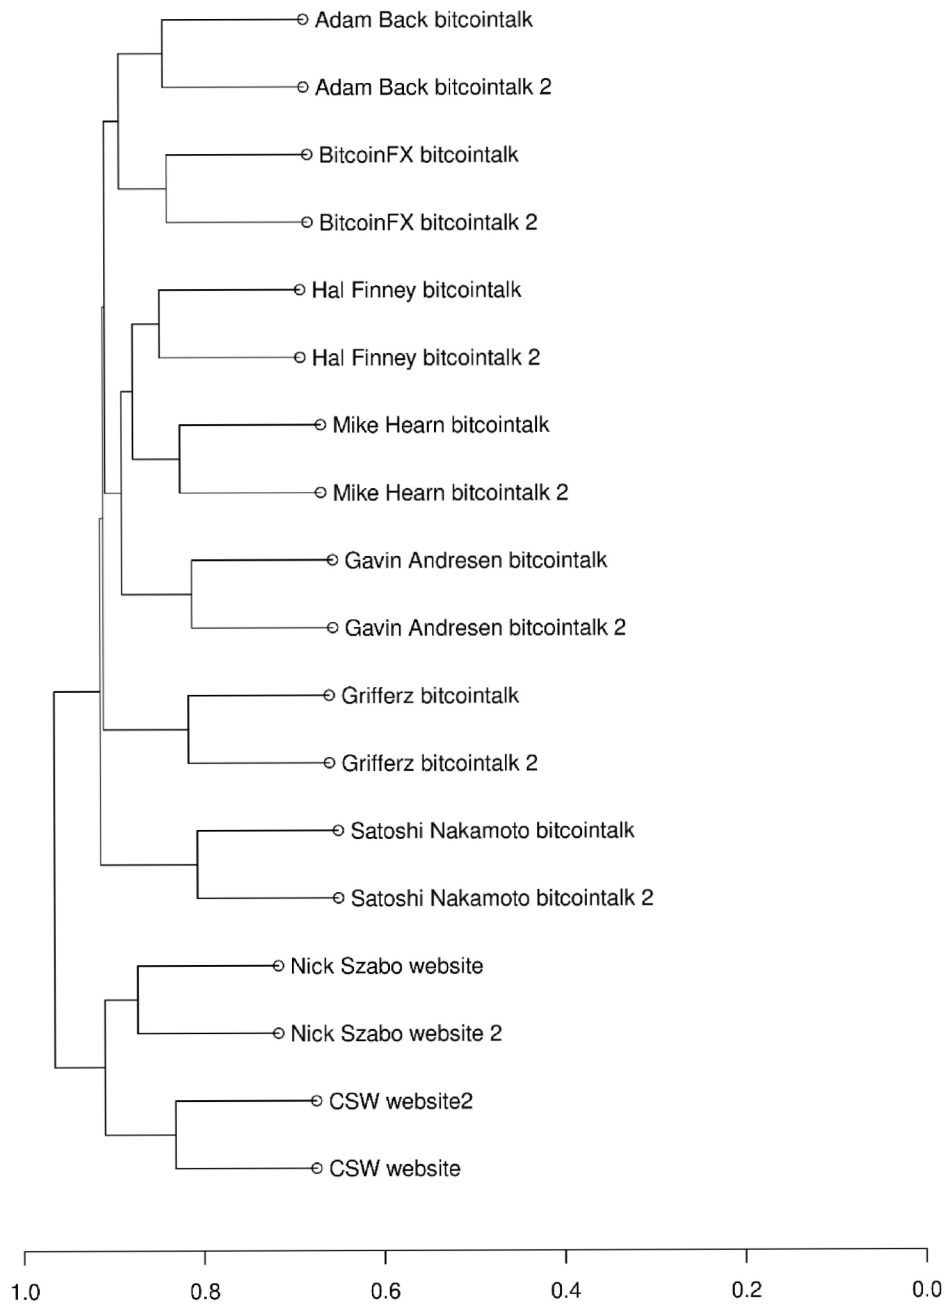 Adam Back bitcointalk
Adam Back bitcointalk 2
BitcoinFX bitcointalk
BitcoinFX bitcointalk 2
Hal Finney bitcointalk
Hal Finney bitcointalk 2
Mike Hearn bitcointalk
Mike Hearn bitcointalk 2
Gavin Andresen bitcointalk
Gavin Andresen bitcointalk 2
Grifferz bitcointalk
Grifferz bitcointalk 2
Satoshi Nakamoto bitcointalk
Satoshi Nakamoto bitcointalk 2
Nick Szabo website
Nick Szabo website 2
CSW website2
CSW website
1.0 0.8 0.6 0.4 0.2 0.0